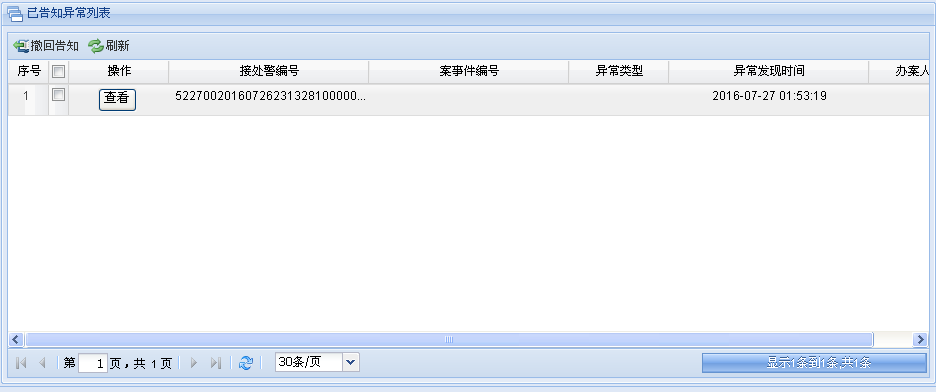 已告知异常列表
撤回告知 刷新
序号 操作 接处警编号 案事件编号 异常类型 异常发现时间 办案人
1 查看 52270020160726231328100000... 2016-07-27 01:53:19
第 1 页，共 1 页 30条/页 显示1条到1条,共1条